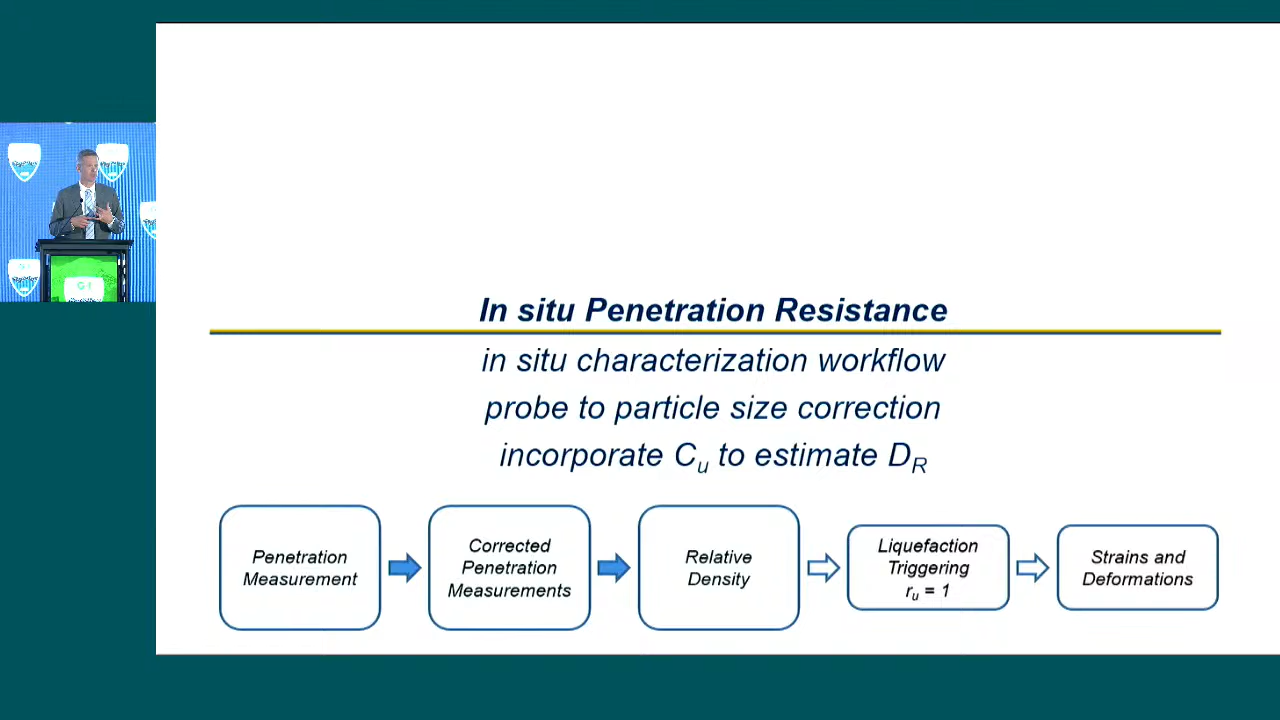 In situ Penetration Resistance
in situ characterization workflow
probe to particle size correction
incorporate Cu to estimate DR
Penetration
Measurement
Corrected
Penetration
Measurements
Relative
Density
Liquefaction
Triggering
ru = 1
Strains and
Deformations